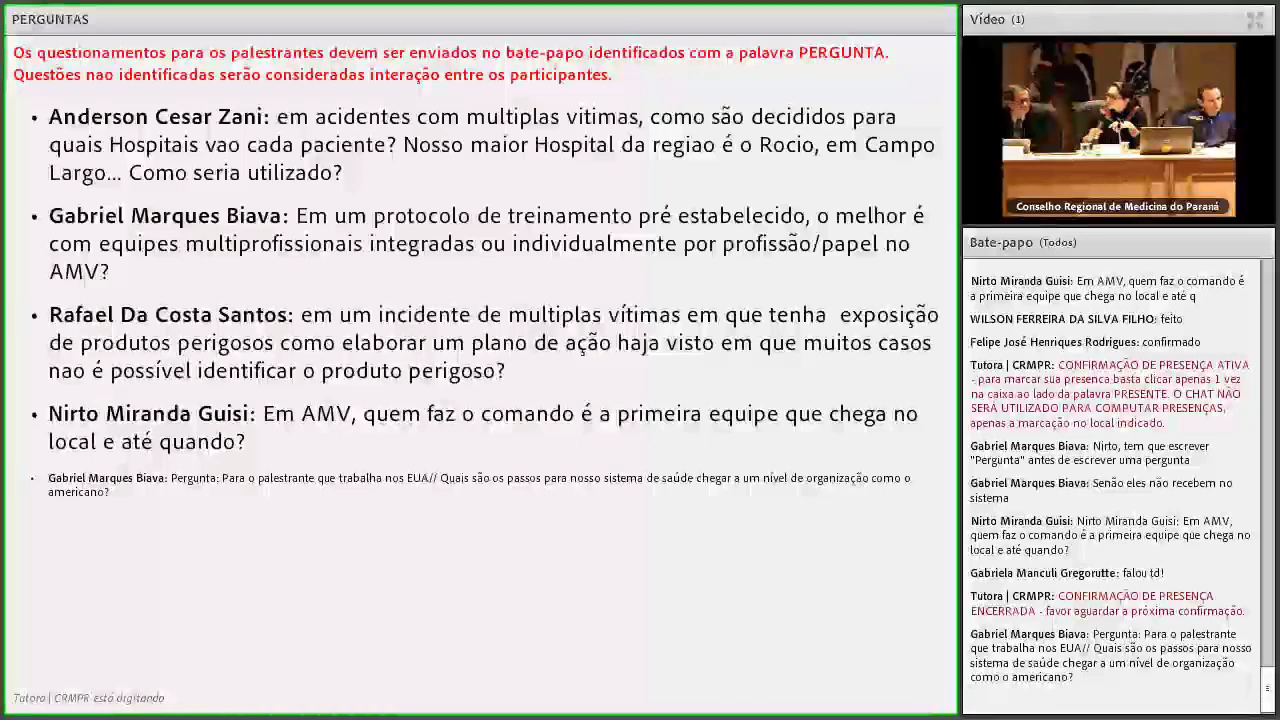 PERGUNTAS
Os questionamentos para os palestrantes devem ser enviados no bate-papo identificados com a palavra PERGUNTA.
Questões nao identificadas serão consideradas interação entre os participantes.
• Anderson Cesar Zani: em acidentes com multiplas vitimas, como são decididos para
quais Hospitais vao cada paciente? Nosso maior Hospital da regiao é o Rocio, em Campo
Largo... Como seria utilizado?
• Gabriel Marques Biava: Em um protocolo de treinamento pré estabelecido, o melhor é
com equipes multiprofissionais integradas ou individualmente por profissão/papel no
AMV?
• Rafael Da Costa Santos: em um incidente de multiplas vítimas em que tenha exposição
de produtos perigosos como elaborar um plano de ação haja visto em que muitos casos
nao é possível identificar o produto perigoso?
• Nirto Miranda Guisi: Em AMV, quem faz o comando é a primeira equipe que chega no
local e até quando?
• Gabriel Marques Biava: Pergunta: Para o palestrante que trabalha nos EUA// Quais são os passos para nosso sistema de saúde chegar a um nível de organização como o
americano?
Tutora | CRMPR está digitando
Vídeo (1)
Conselho Regional de Medicina do Paraná
Bate-papo (Todos)
Nirto Miranda Guisi: Em AMV, quem faz o comando é
a primeira equipe que chega no local e até q
WILSON FERREIRA DA SILVA FILHO: feito
Felipe José Henriques Rodrigues: confirmado
Tutora | CRMPR: CONFIRMAÇÃO DE PRESENÇA ATIVA
- para marcar sua presenca basta clicar apenas 1 vez
na caixa ao lado da palavra PRESENTE. O CHAT NÃO
SERÁ UTILIZADO PARA COMPUTAR PRESENÇAS,
apenas a marcação no local indicado.
Gabriel Marques Biava: Nirto, tem que escrever
"Pergunta" antes de escrever uma pergunta
Gabriel Marques Biava: Senão eles não recebem no
sistema
Nirto Miranda Guisi: Nirto Miranda Guisi: Em AMV,
quem faz o comando é a primeira equipe que chega no
local e até quando?
Gabriela Manculi Gregorutte: falou td!
Tutora | CRMPR: CONFIRMAÇÃO DE PRESENÇA
ENCERRADA - favor aguardar a próxima confirmação.
Gabriel Marques Biava: Pergunta: Para o palestrante
que trabalha nos EUA// Quais são os passos para nosso
sistema de saúde chegar a um nível de organização
como o americano?